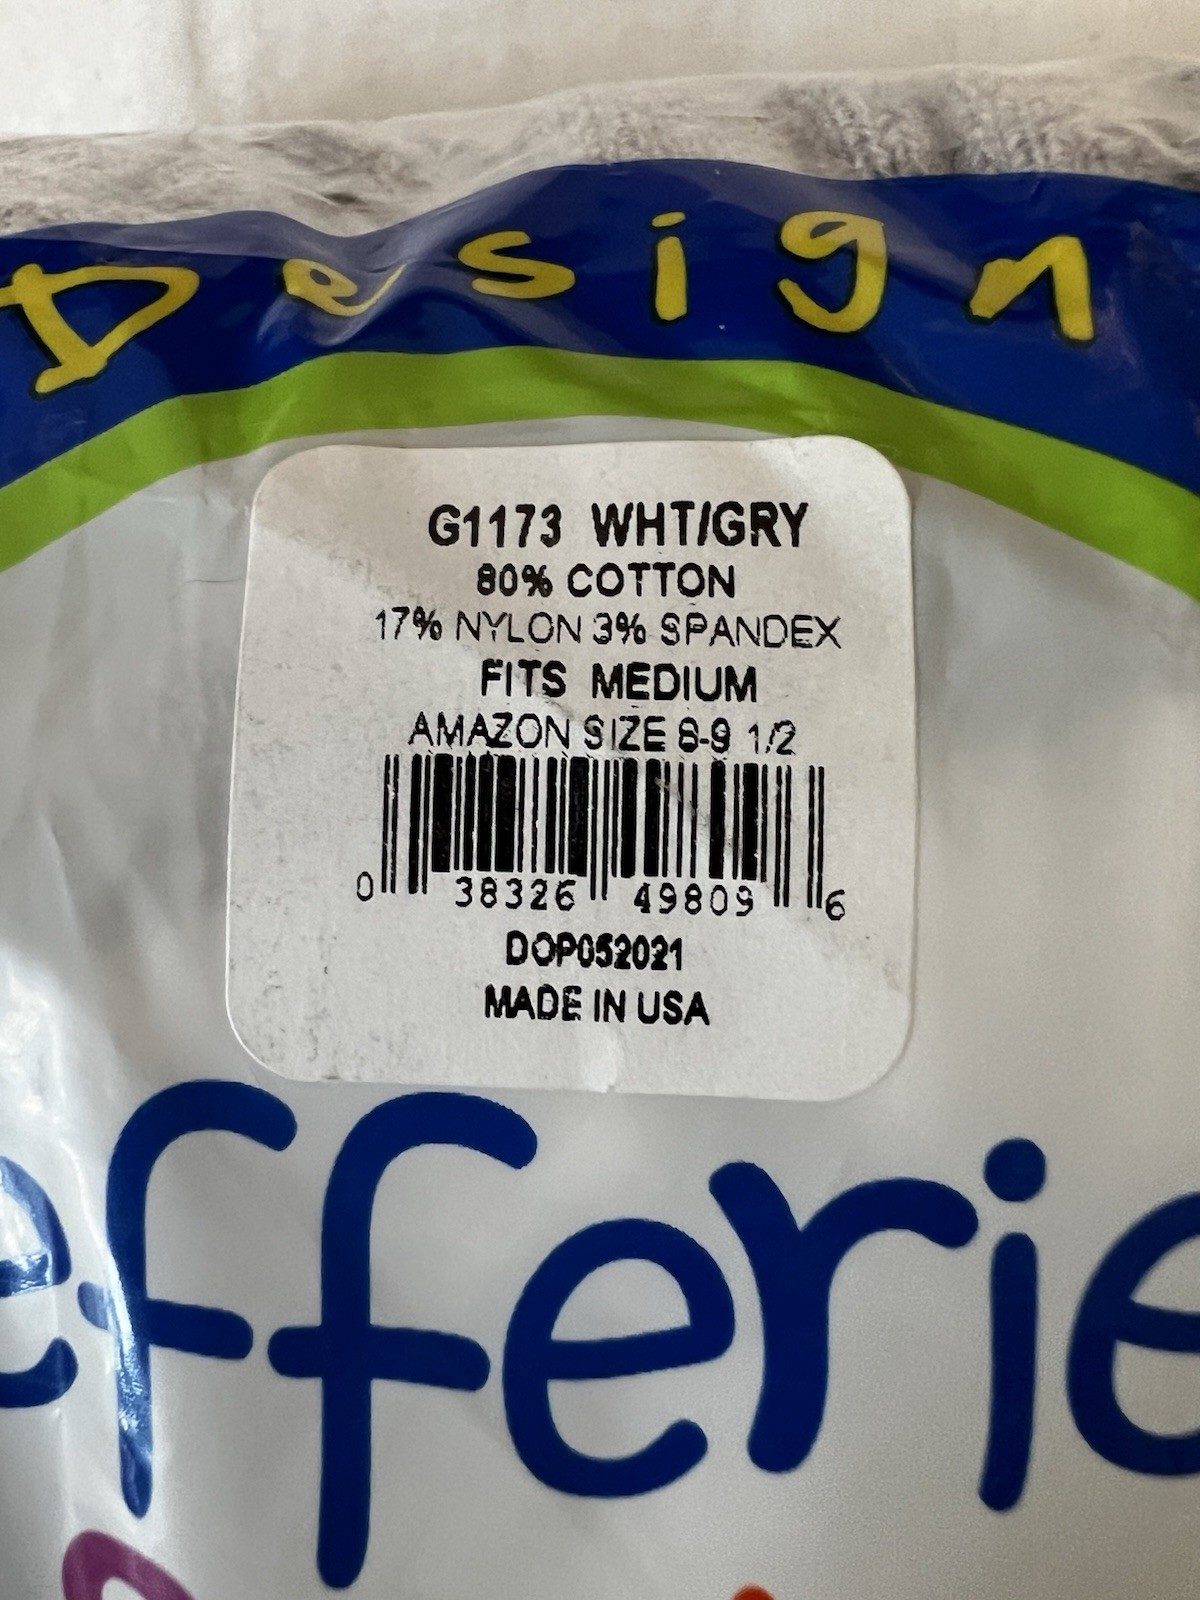 Design
G1173 WHT/GRY
80% COTTON
17% NYLON 3% SPANDEX
FITS MEDIUM
AMAZON SIZE 8-9 1/2
0 38326 49809 6
DOP052021
MADE IN USA
efferie